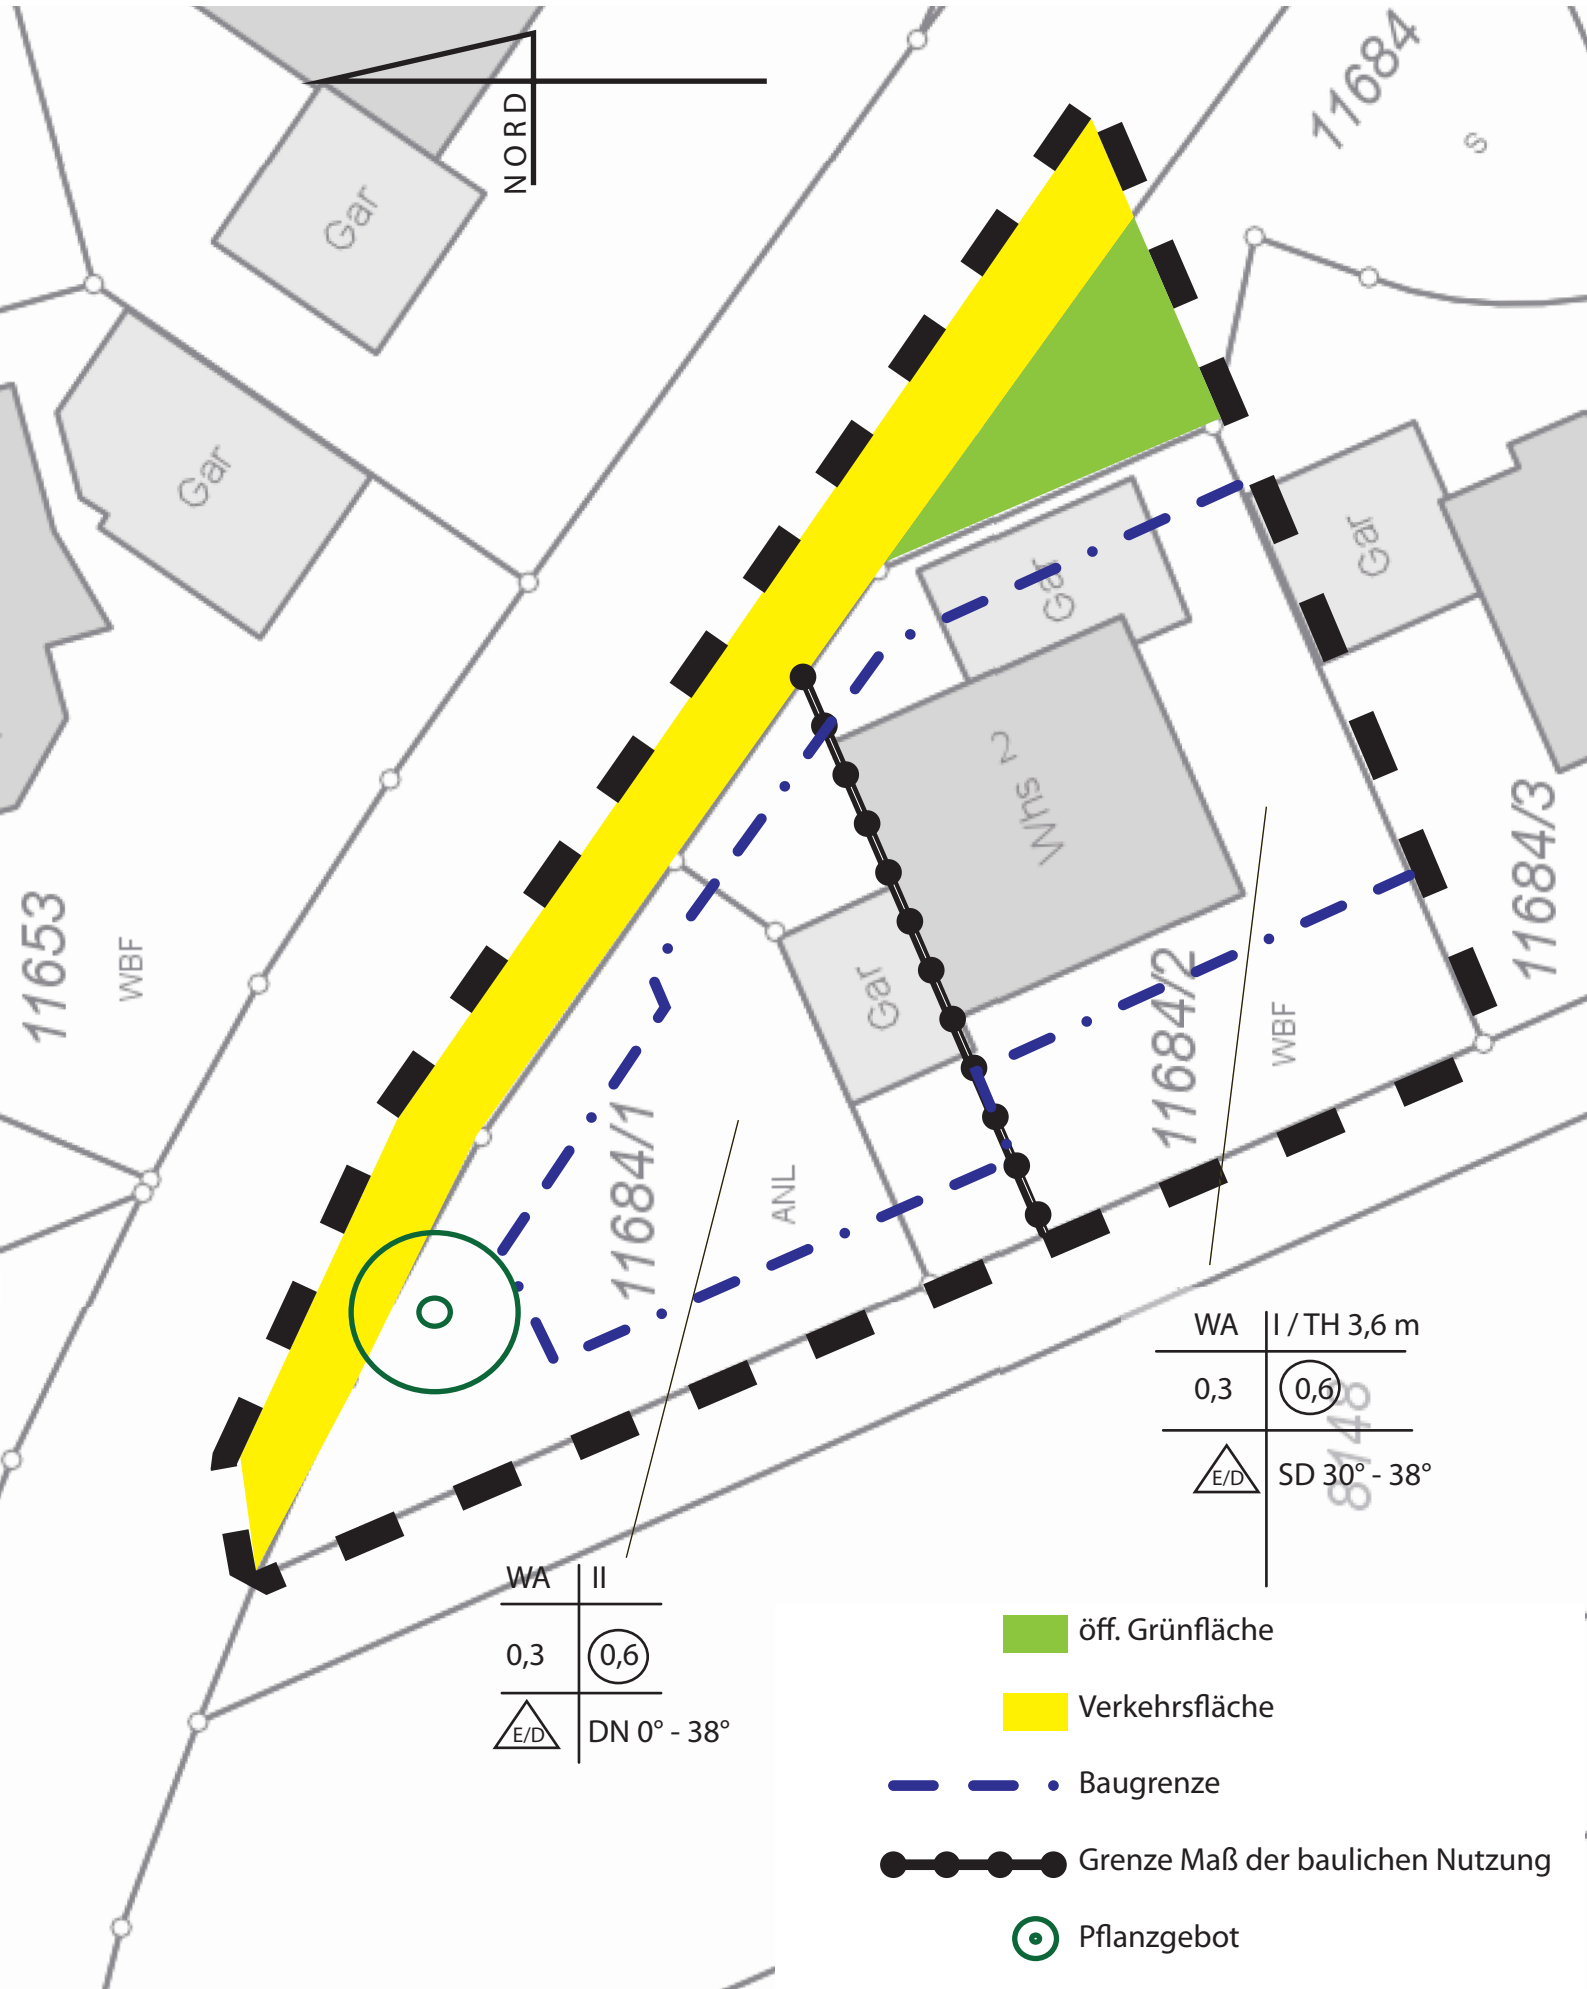 NORD
11684
s
Gar
Gar
Gar
Gar
Whs 2
11684/3
11653
WBF
Gar
11684/2
WBF
11684/1
ANL
WA I / TH 3,6 m
0,3 0,6
E/D SD 30° - 38°
8148
WA II
0,3 0,6
E/D DN 0° - 38°
öff. Grünfläche
Verkehrsfläche
Baugrenze
Grenze Maß der baulichen Nutzung
Pflanzgebot